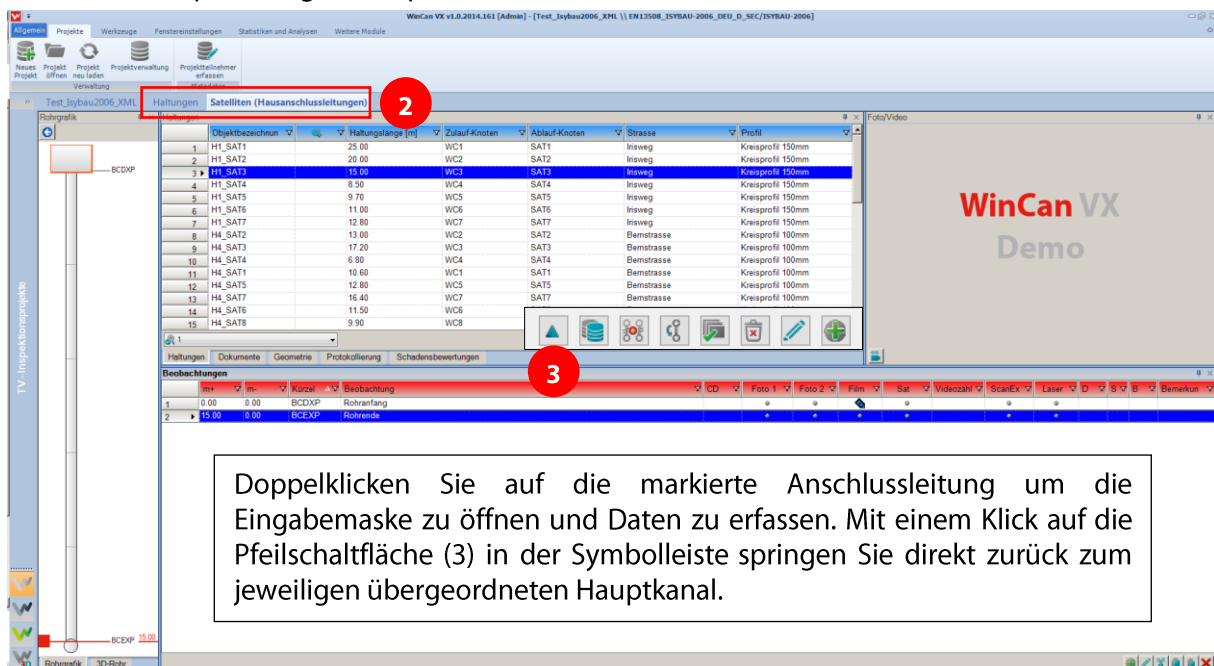 WinCan VX v1.0.2014.161 [Admin] - [Test_Isybau2006_XML \\ EN13508_ISYBAU-2006_DEU_D_SEC/ISYBAU-2006]
Allgemein Projekte Werkzeuge Fenstereinstellungen Statistiken und Analysen Weitere Module
Neues Projekt Projekt Projektverwaltung Projektteilnehmer
Projekt öffnen neu laden erfassen
Verwaltung
Test_Isybau2006_XML Haltungen Satelliten (Hausanschlussleitungen) 2
Rohrgrafik Haltungen Foto/Video
Objektbezeichnun Haltungslänge [m] Zulauf-Knoten Ablauf-Knoten Strasse Profil
1 H1_SAT1 25.00 WC1 SAT1 Irisweg Kreisprofil 150mm
2 H1_SAT2 20.00 WC2 SAT2 Irisweg Kreisprofil 150mm
3 H1_SAT3 15.00 WC3 SAT3 Irisweg Kreisprofil 150mm
4 H1_SAT4 8.50 WC4 SAT4 Irisweg Kreisprofil 150mm
5 H1_SAT5 9.70 WC5 SAT5 Irisweg Kreisprofil 150mm
6 H1_SAT6 11.00 WC6 SAT6 Irisweg Kreisprofil 150mm
7 H1_SAT7 12.80 WC7 SAT7 Irisweg Kreisprofil 150mm
8 H4_SAT2 13.00 WC2 SAT2 Bernstrasse Kreisprofil 100mm
9 H4_SAT3 17.20 WC3 SAT3 Bernstrasse Kreisprofil 100mm
10 H4_SAT4 6.80 WC4 SAT4 Bernstrasse Kreisprofil 100mm
11 H4_SAT1 10.60 WC1 SAT1 Bernstrasse Kreisprofil 100mm
12 H4_SAT5 12.80 WC5 SAT5 Bernstrasse Kreisprofil 100mm
13 H4_SAT7 16.40 WC7 SAT7 Bernstrasse Kreisprofil 100mm
14 H4_SAT6 11.50 WC6
15 H4_SAT8 9.90 WC8
1
Haltungen Dokumente Geometrie Protokollierung Schadensbewertungen
3
BCDXP
WinCan VX
Demo
TV-Inspektionsprojekte
Beobachtungen
m+ m- Kürzel Beobachtung CD Foto 1 Foto 2 Film Sat Videozähl ScanEx Laser D S B Bemerkun
1 0.00 0.00 BCDXP Rohranfang
2 15.00 0.00 BCEXP Rohrende
Doppelklicken Sie auf die markierte Anschlussleitung um die
Eingabemaske zu öffnen und Daten zu erfassen. Mit einem Klick auf die
Pfeilschaltfläche (3) in der Symbolleiste springen Sie direkt zurück zum
jeweiligen übergeordneten Hauptkanal.
BCEXP 15.00
Rohrgrafik 3D-Rohr